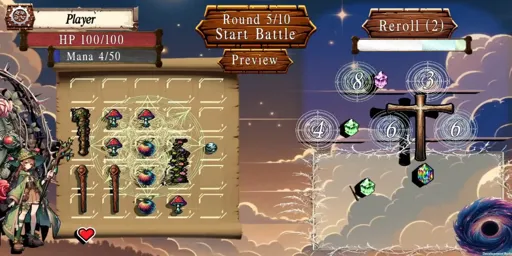 Player
HP 100/100
Mana 4/50
Round 5/10
Start Battle
Preview
Reroll (2)
8
3
4
6
6